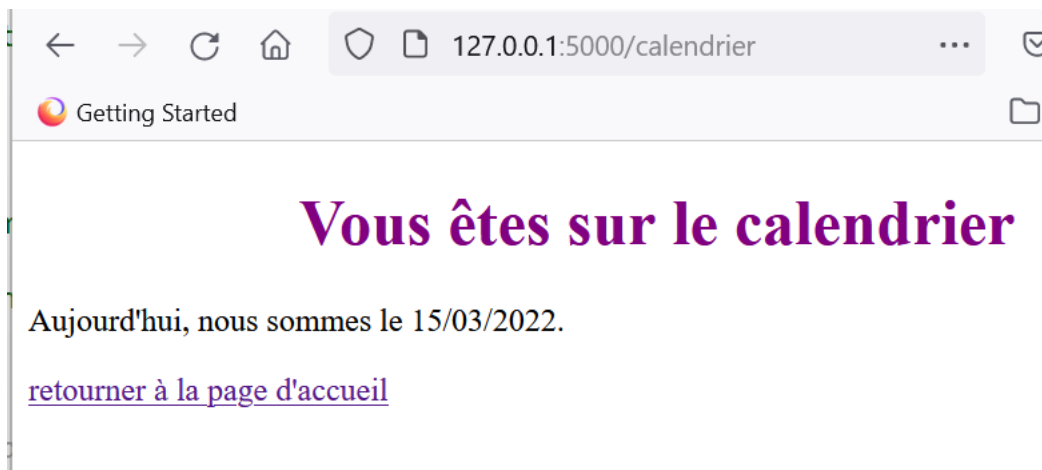 127.0.0.1:5000/calendrier
Getting Started
Vous êtes sur le calendrier
Aujourd'hui, nous sommes le 15/03/2022.
retourner à la page d'accueil